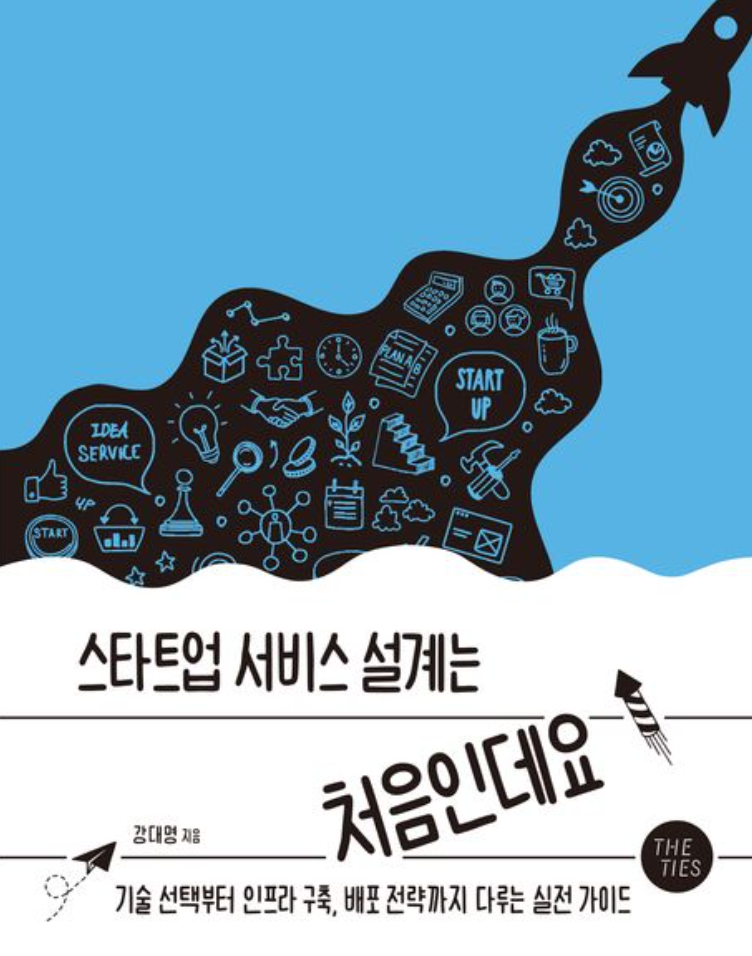 PLAN A B
START
UP
IDEA
SERVICE
UP
START
스타트업 서비스 설계는
처음인데요
강대명 지음
THE
TIES
기술 선택부터 인프라 구축, 배포 전략까지 다루는 실전 가이드